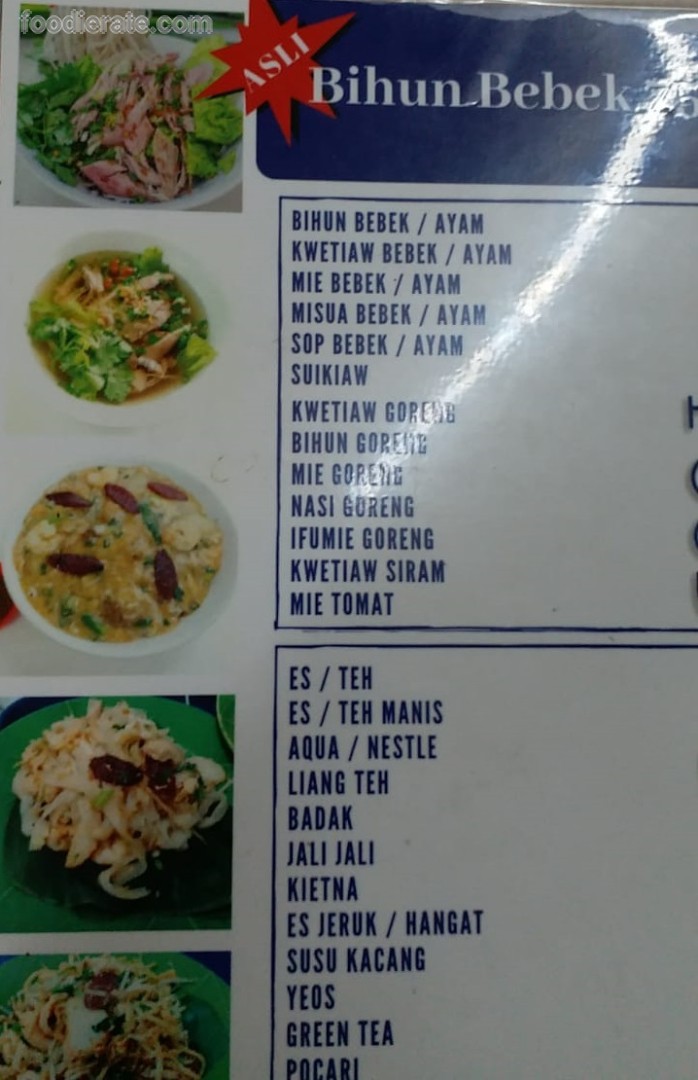 foodierate.com
ASLI
Bihun Bebek
BIHUN BEBEK / AYAM
KWETIAW BEBEK / AYAM
MIE BEBEK / AYAM
MISUA BEBEK / AYAM
SOP BEBEK / AYAM
SUIKIAW
KWETIAW GORENG
BIHUN GORENG
MIE GORENG
NASI GORENG
IFUMIE GORENG
KWETIAW SIRAM
MIE TOMAT
ES / TEH
ES / TEH MANIS
AQUA / NESTLE
LIANG TEH
BADAK
JALI JALI
KIETNA
ES JERUK / HANGAT
SUSU KACANG
YEOS
GREEN TEA
POCARI